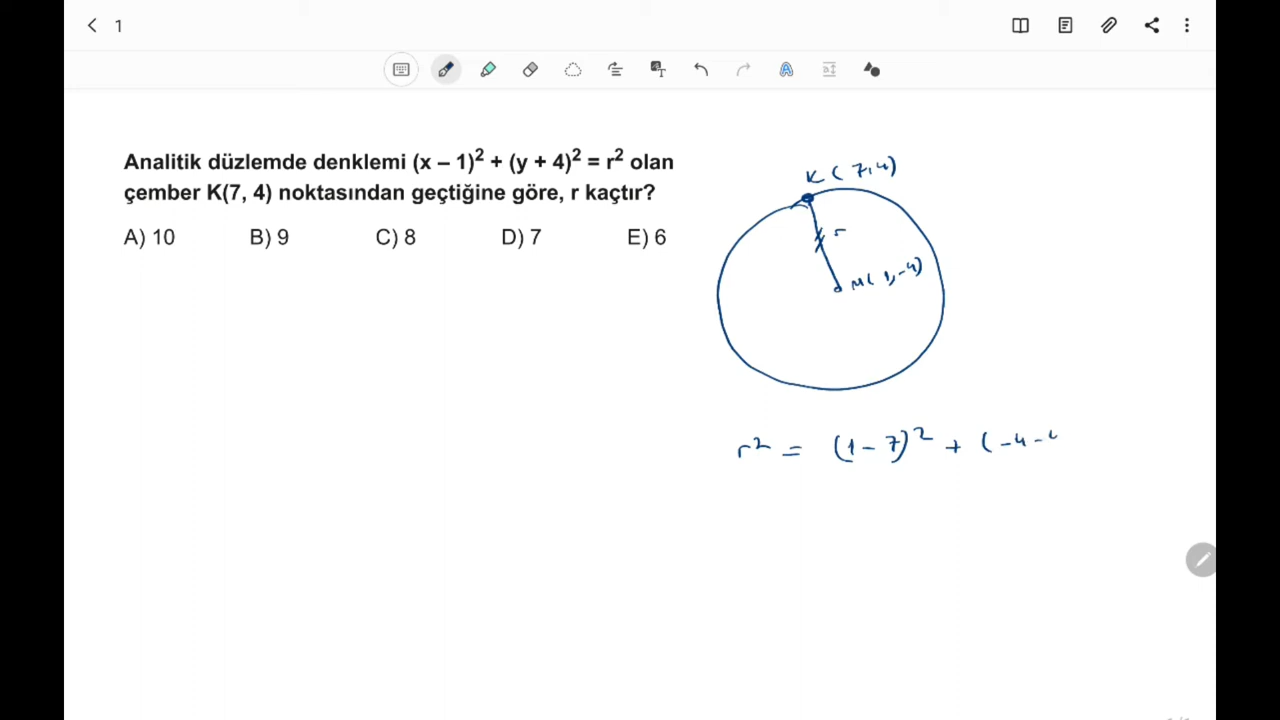 1
Analitik düzlemde denklemi (x – 1)² + (y + 4)² = r² olan
çember K(7, 4) noktasından geçtiğine göre, r kaçtır?
A) 10 B) 9 C) 8 D) 7 E) 6
K(7,4)
r
M(1,-4)
r² = (1-7)² + (-4-